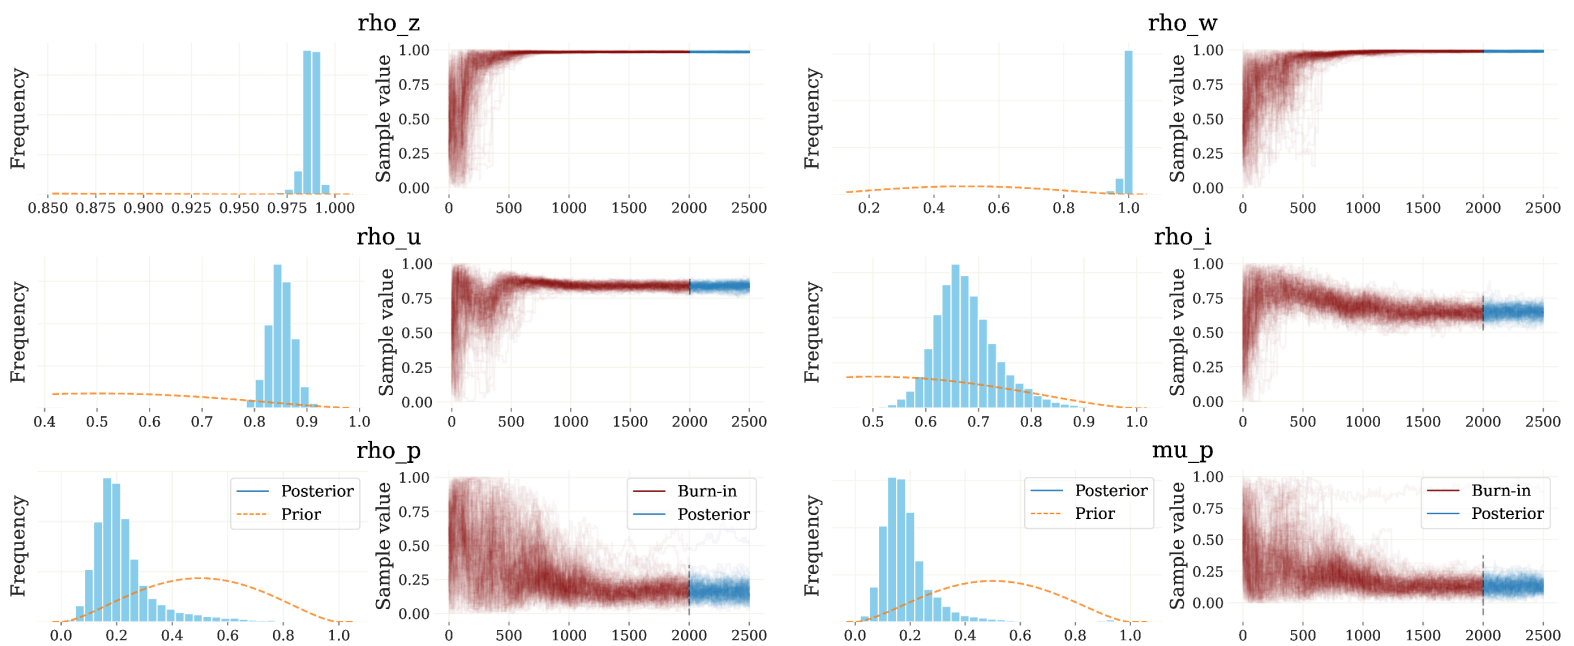 rho_z
rho_w
Frequency
Sample value
1.00
0.75
0.50
0.25
0.00
0.850 0.875 0.900 0.925 0.950 0.975 1.000
0 500 1000 1500 2000 2500
Frequency
Sample value
1.00
0.75
0.50
0.25
0.00
0.2 0.4 0.6 0.8 1.0
0 500 1000 1500 2000 2500
rho_u
rho_i
Frequency
Sample value
1.00
0.75
0.50
0.25
0.00
0.4 0.5 0.6 0.7 0.8 0.9 1.0
0 500 1000 1500 2000 2500
Frequency
Sample value
1.00
0.75
0.50
0.25
0.00
0.5 0.6 0.7 0.8 0.9 1.0
0 500 1000 1500 2000 2500
rho_p
mu_p
Frequency
Posterior
Prior
Sample value
1.00
0.75
0.50
0.25
0.00
Burn-in
Posterior
0.0 0.2 0.4 0.6 0.8 1.0
0 500 1000 1500 2000 2500
Frequency
Posterior
Prior
Sample value
1.00
0.75
0.50
0.25
0.00
Burn-in
Posterior
0.0 0.2 0.4 0.6 0.8 1.0
0 500 1000 1500 2000 2500